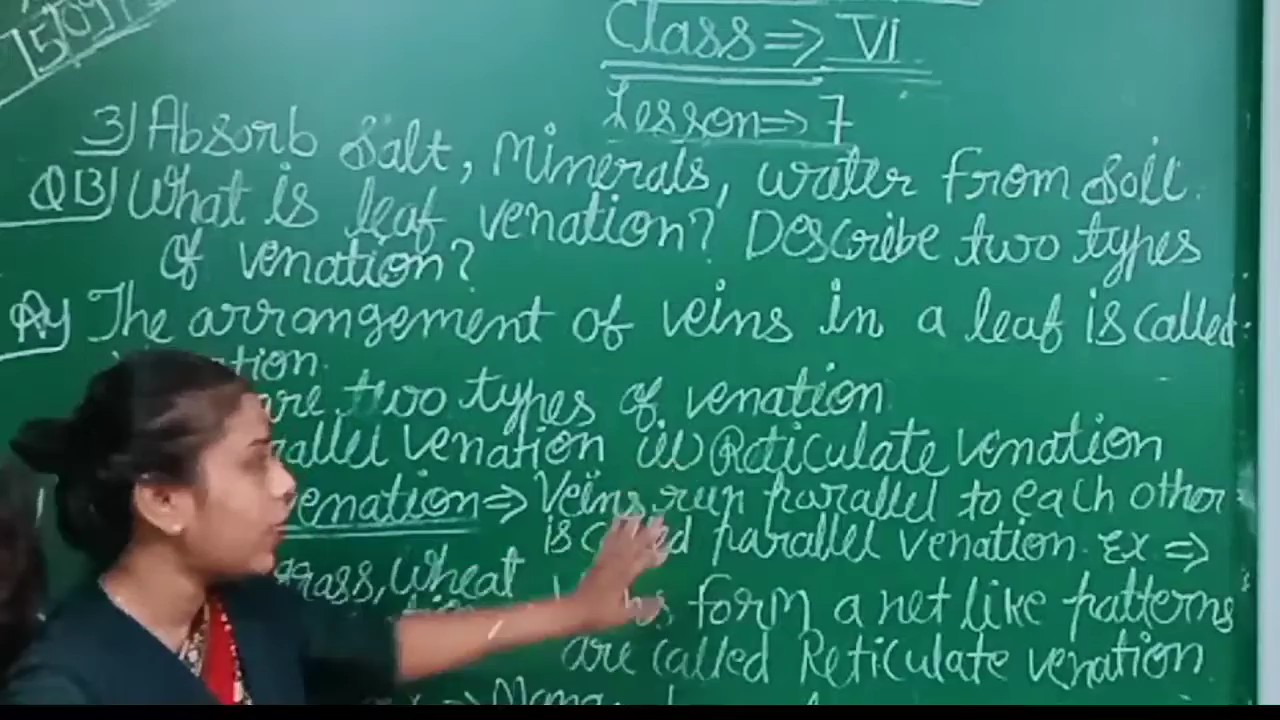 Class ⇒ VI
Lesson ⇒ 7
3) Absorb Salt, Minerals, water from Soil.
Q B) What is leaf venation? Describe two types
of venation?
A) The arrangement of veins in a leaf is called
are two types of venation
venation ii) Reticulate venation
venation ⇒ Veins run parallel to each other
is called parallel venation. Ex ⇒
grass, Wheat
form a net like patterns
are called Reticulate venation